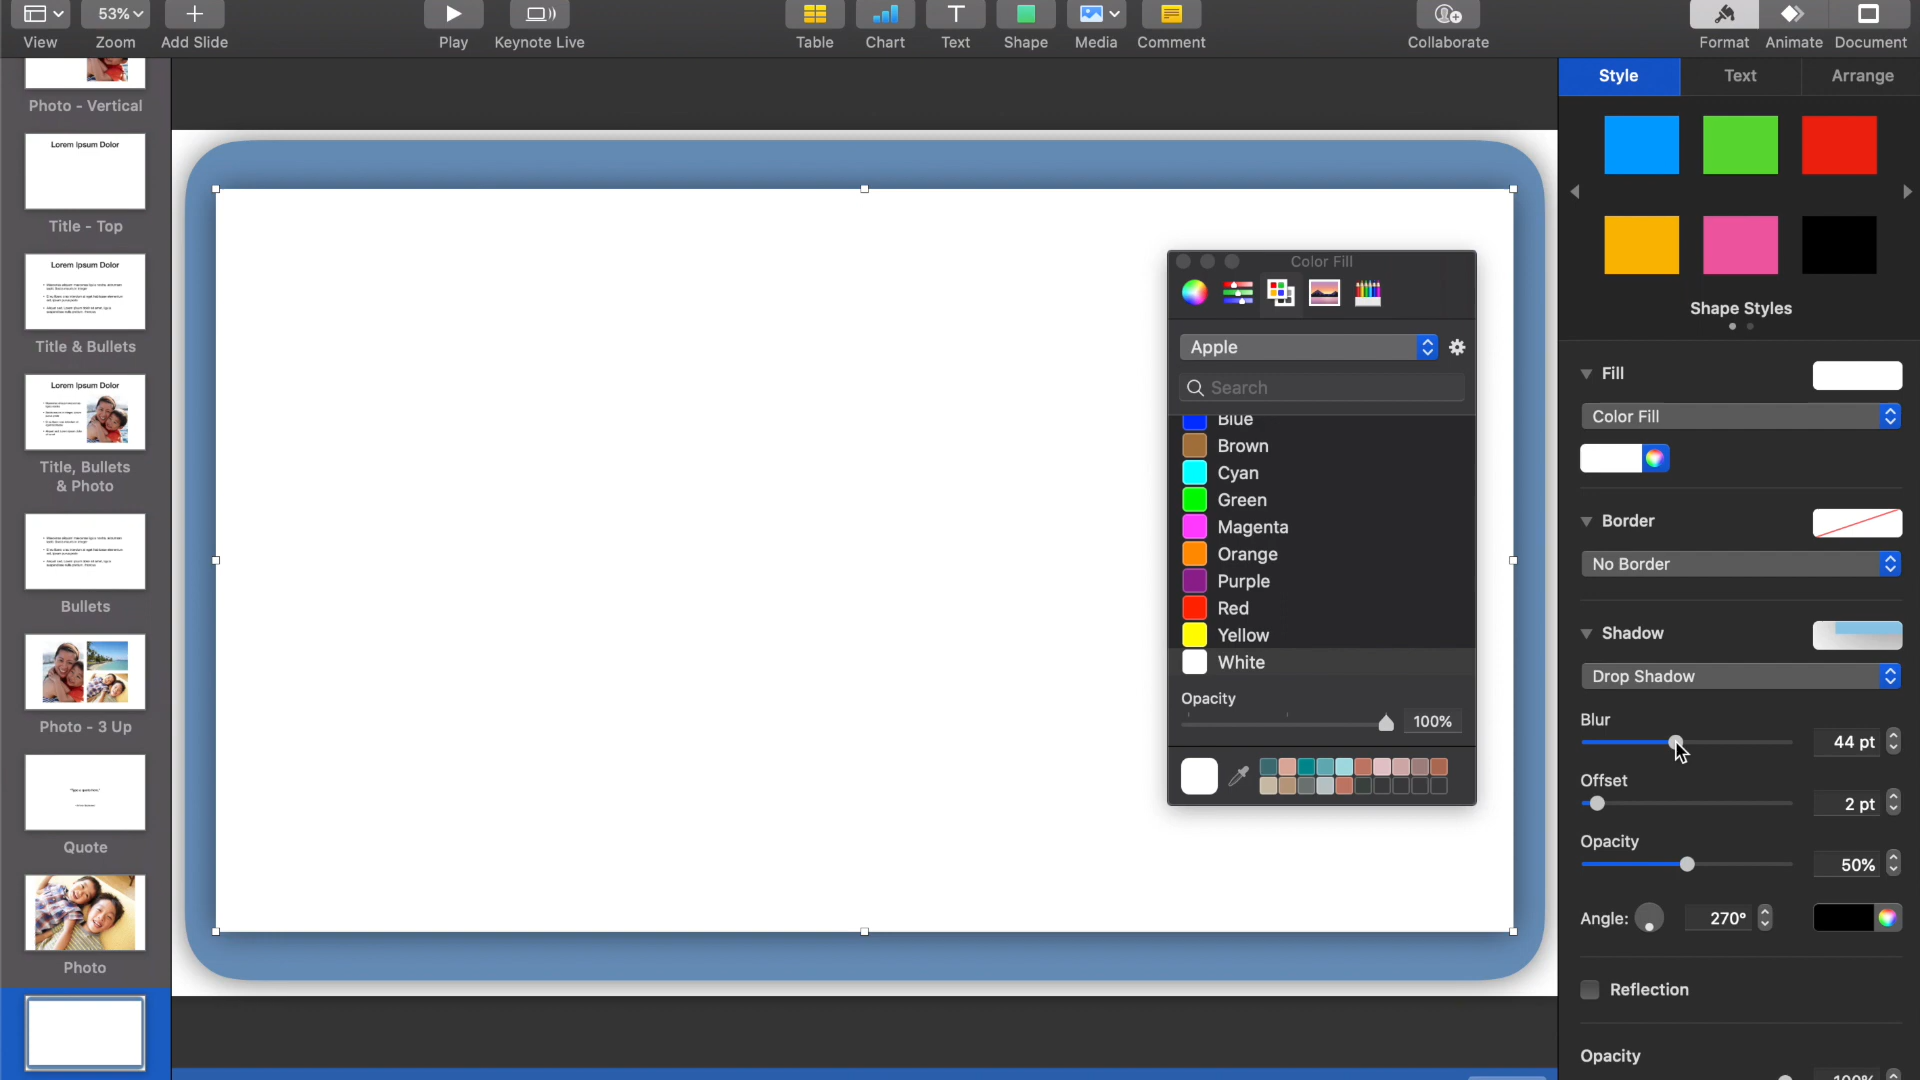 53%
View
Zoom
Add Slide
Play
Keynote Live
Table
Chart
Text
Shape
Media
Comment
Collaborate
Format
Animate
Document
Photo - Vertical
Lorem Ipsum Dolor
Title - Top
Lorem Ipsum Dolor
Title & Bullets
Lorem Ipsum Dolor
Title, Bullets
& Photo
Bullets
Photo - 3 Up
Quote
Photo
Color Fill
Apple
Search
Blue
Brown
Cyan
Green
Magenta
Orange
Purple
Red
Yellow
White
Opacity
100%
Style
Text
Arrange
Shape Styles
Fill
Color Fill
Border
No Border
Shadow
Drop Shadow
Blur
44 pt
Offset
2 pt
Opacity
50%
Angle:
270°
Reflection
Opacity
100%